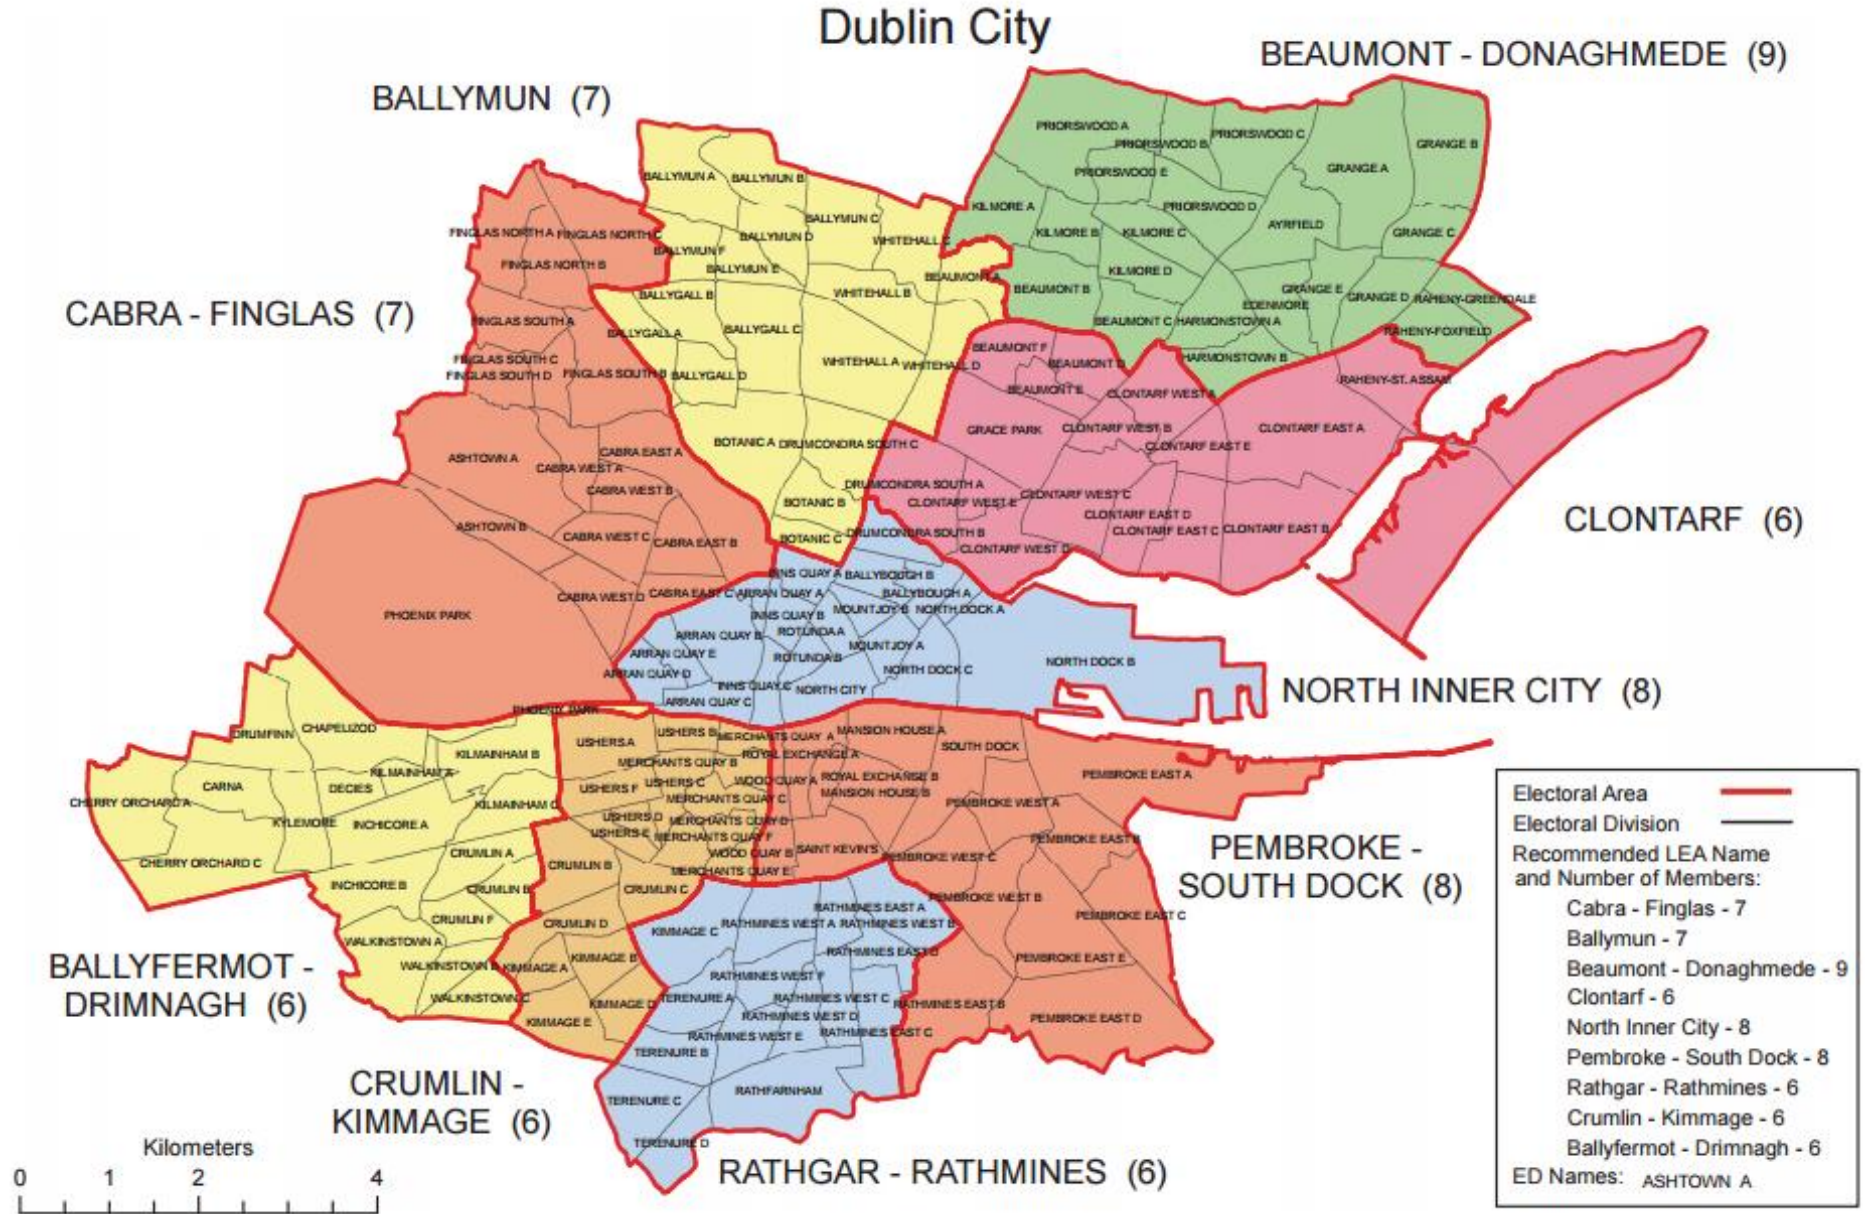 Dublin City
BEAUMONT - DONAGHMEDE (9)
BALLYMUN (7)
CABRA - FINGLAS (7)
CLONTARF (6)
NORTH INNER CITY (8)
PEMBROKE -
SOUTH DOCK (8)
BALLYFERMOT -
DRIMNAGH (6)
CRUMLIN -
KIMMAGE (6)
RATHGAR - RATHMINES (6)
PRIORSWOOD A
PRIORSWOOD B
PRIORSWOOD C
GRANGE B
PRIORSWOOD E
GRANGE A
KILMORE A
PRIORSWOOD D
KILMORE B
KILMORE C
AYRFIELD
GRANGE C
KILMORE D
BEAUMONT B
GRANGE E
EDENMORE
GRANGE D
RAHENY-GREENDALE
BEAUMONT C
HARMONSTOWN A
RAHENY-FOXFIELD
HARMONSTOWN B
BALLYMUN A
BALLYMUN B
BALLYMUN C
BALLYMUN D
WHITEHALL C
BALLYMUN F
BALLYMUN E
BEAUMONT A
BALLYGALL B
WHITEHALL B
BALLYGALL A
BALLYGALL C
WHITEHALL A
WHITEHALL D
BALLYGALL D
BOTANIC A
DRUMCONDRA SOUTH C
BOTANIC B
BOTANIC C
FINGLAS NORTH A
FINGLAS NORTH C
FINGLAS NORTH B
FINGLAS SOUTH A
FINGLAS SOUTH C
FINGLAS SOUTH D
FINGLAS SOUTH B
ASHTOWN A
CABRA EAST A
CABRA WEST A
CABRA WEST B
ASHTOWN B
CABRA WEST C
CABRA EAST B
CABRA WEST D
CABRA EAST C
PHOENIX PARK
BEAUMONT F
BEAUMONT D
BEAUMONT E
CLONTARF WEST A
RAHENY-ST. ASSAM
GRACE PARK
CLONTARF WEST B
CLONTARF EAST A
CLONTARF EAST E
DRUMCONDRA SOUTH A
CLONTARF WEST E
CLONTARF WEST C
CLONTARF EAST D
CLONTARF EAST C
CLONTARF EAST B
DRUMCONDRA SOUTH B
CLONTARF WEST D
INNS QUAY A
BALLYBOUGH B
ARRAN QUAY A
BALLYBOUGH A
INNS QUAY B
MOUNTJOY B
NORTH DOCK A
ARRAN QUAY B
ROTUNDA A
MOUNTJOY A
ARRAN QUAY E
ROTUNDA B
NORTH DOCK B
ARRAN QUAY D
NORTH DOCK C
INNS QUAY C
NORTH CITY
ARRAN QUAY C
PHOENIX PARK
DRUMFINN
CHAPELIZOD
KILMAINHAM B
KILMAINHAM A
CARNA
DECIES
CHERRY ORCHARD A
KILMAINHAM C
KYLEMORE
INCHICORE A
CHERRY ORCHARD C
CRUMLIN A
INCHICORE B
CRUMLIN E
CRUMLIN F
WALKINSTOWN A
WALKINSTOWN B
WALKINSTOWN C
USHERS A
USHERS B
MERCHANTS QUAY A
MERCHANTS QUAY B
USHERS F
USHERS C
MERCHANTS QUAY C
USHERS D
MERCHANTS QUAY D
USHERS E
MERCHANTS QUAY F
WOOD QUAY B
MERCHANTS QUAY E
CRUMLIN B
CRUMLIN C
CRUMLIN D
KIMMAGE A
KIMMAGE B
KIMMAGE D
KIMMAGE E
MANSION HOUSE A
ROYAL EXCHANGE A
SOUTH DOCK
WOOD QUAY A
ROYAL EXCHANGE B
MANSION HOUSE B
PEMBROKE EAST A
PEMBROKE WEST A
PEMBROKE EAST B
SAINT KEVIN'S
PEMBROKE WEST C
PEMBROKE WEST B
PEMBROKE EAST C
PEMBROKE EAST E
RATHMINES EAST B
PEMBROKE EAST D
RATHMINES EAST A
KIMMAGE C
RATHMINES WEST A
RATHMINES WEST B
RATHMINES EAST D
RATHMINES WEST F
TERENURE A
RATHMINES WEST C
RATHMINES WEST D
RATHMINES WEST E
RATHMINES EAST C
TERENURE B
RATHFARNHAM
TERENURE C
TERENURE D
Kilometers
0 1 2 4
Electoral Area
Electoral Division
Recommended LEA Name
and Number of Members:
Cabra - Finglas - 7
Ballymun - 7
Beaumont - Donaghmede - 9
Clontarf - 6
North Inner City - 8
Pembroke - South Dock - 8
Rathgar - Rathmines - 6
Crumlin - Kimmage - 6
Ballyfermot - Drimnagh - 6
ED Names: ASHTOWN A